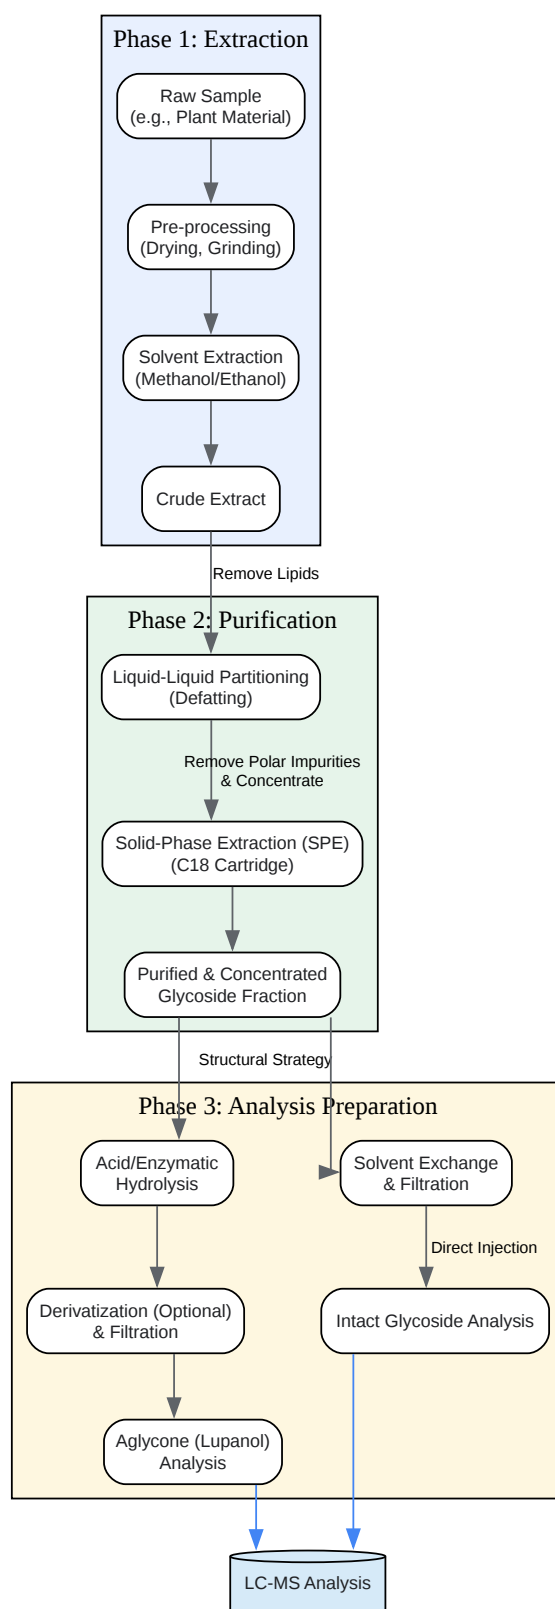 Phase 1: Extraction
Raw Sample
(e.g., Plant Material)
Pre-processing
(Drying, Grinding)
Solvent Extraction
(Methanol/Ethanol)
Crude Extract
Remove Lipids
Phase 2: Purification
Liquid-Liquid Partitioning
(Defatting)
Remove Polar Impurities
& Concentrate
Solid-Phase Extraction (SPE)
(C18 Cartridge)
Purified & Concentrated
Glycoside Fraction
Structural Strategy
Phase 3: Analysis Preparation
Acid/Enzymatic
Hydrolysis
Solvent Exchange
& Filtration
Direct Injection
Derivatization (Optional)
& Filtration
Intact Glycoside Analysis
Aglycone (Lupanol)
Analysis
LC-MS Analysis